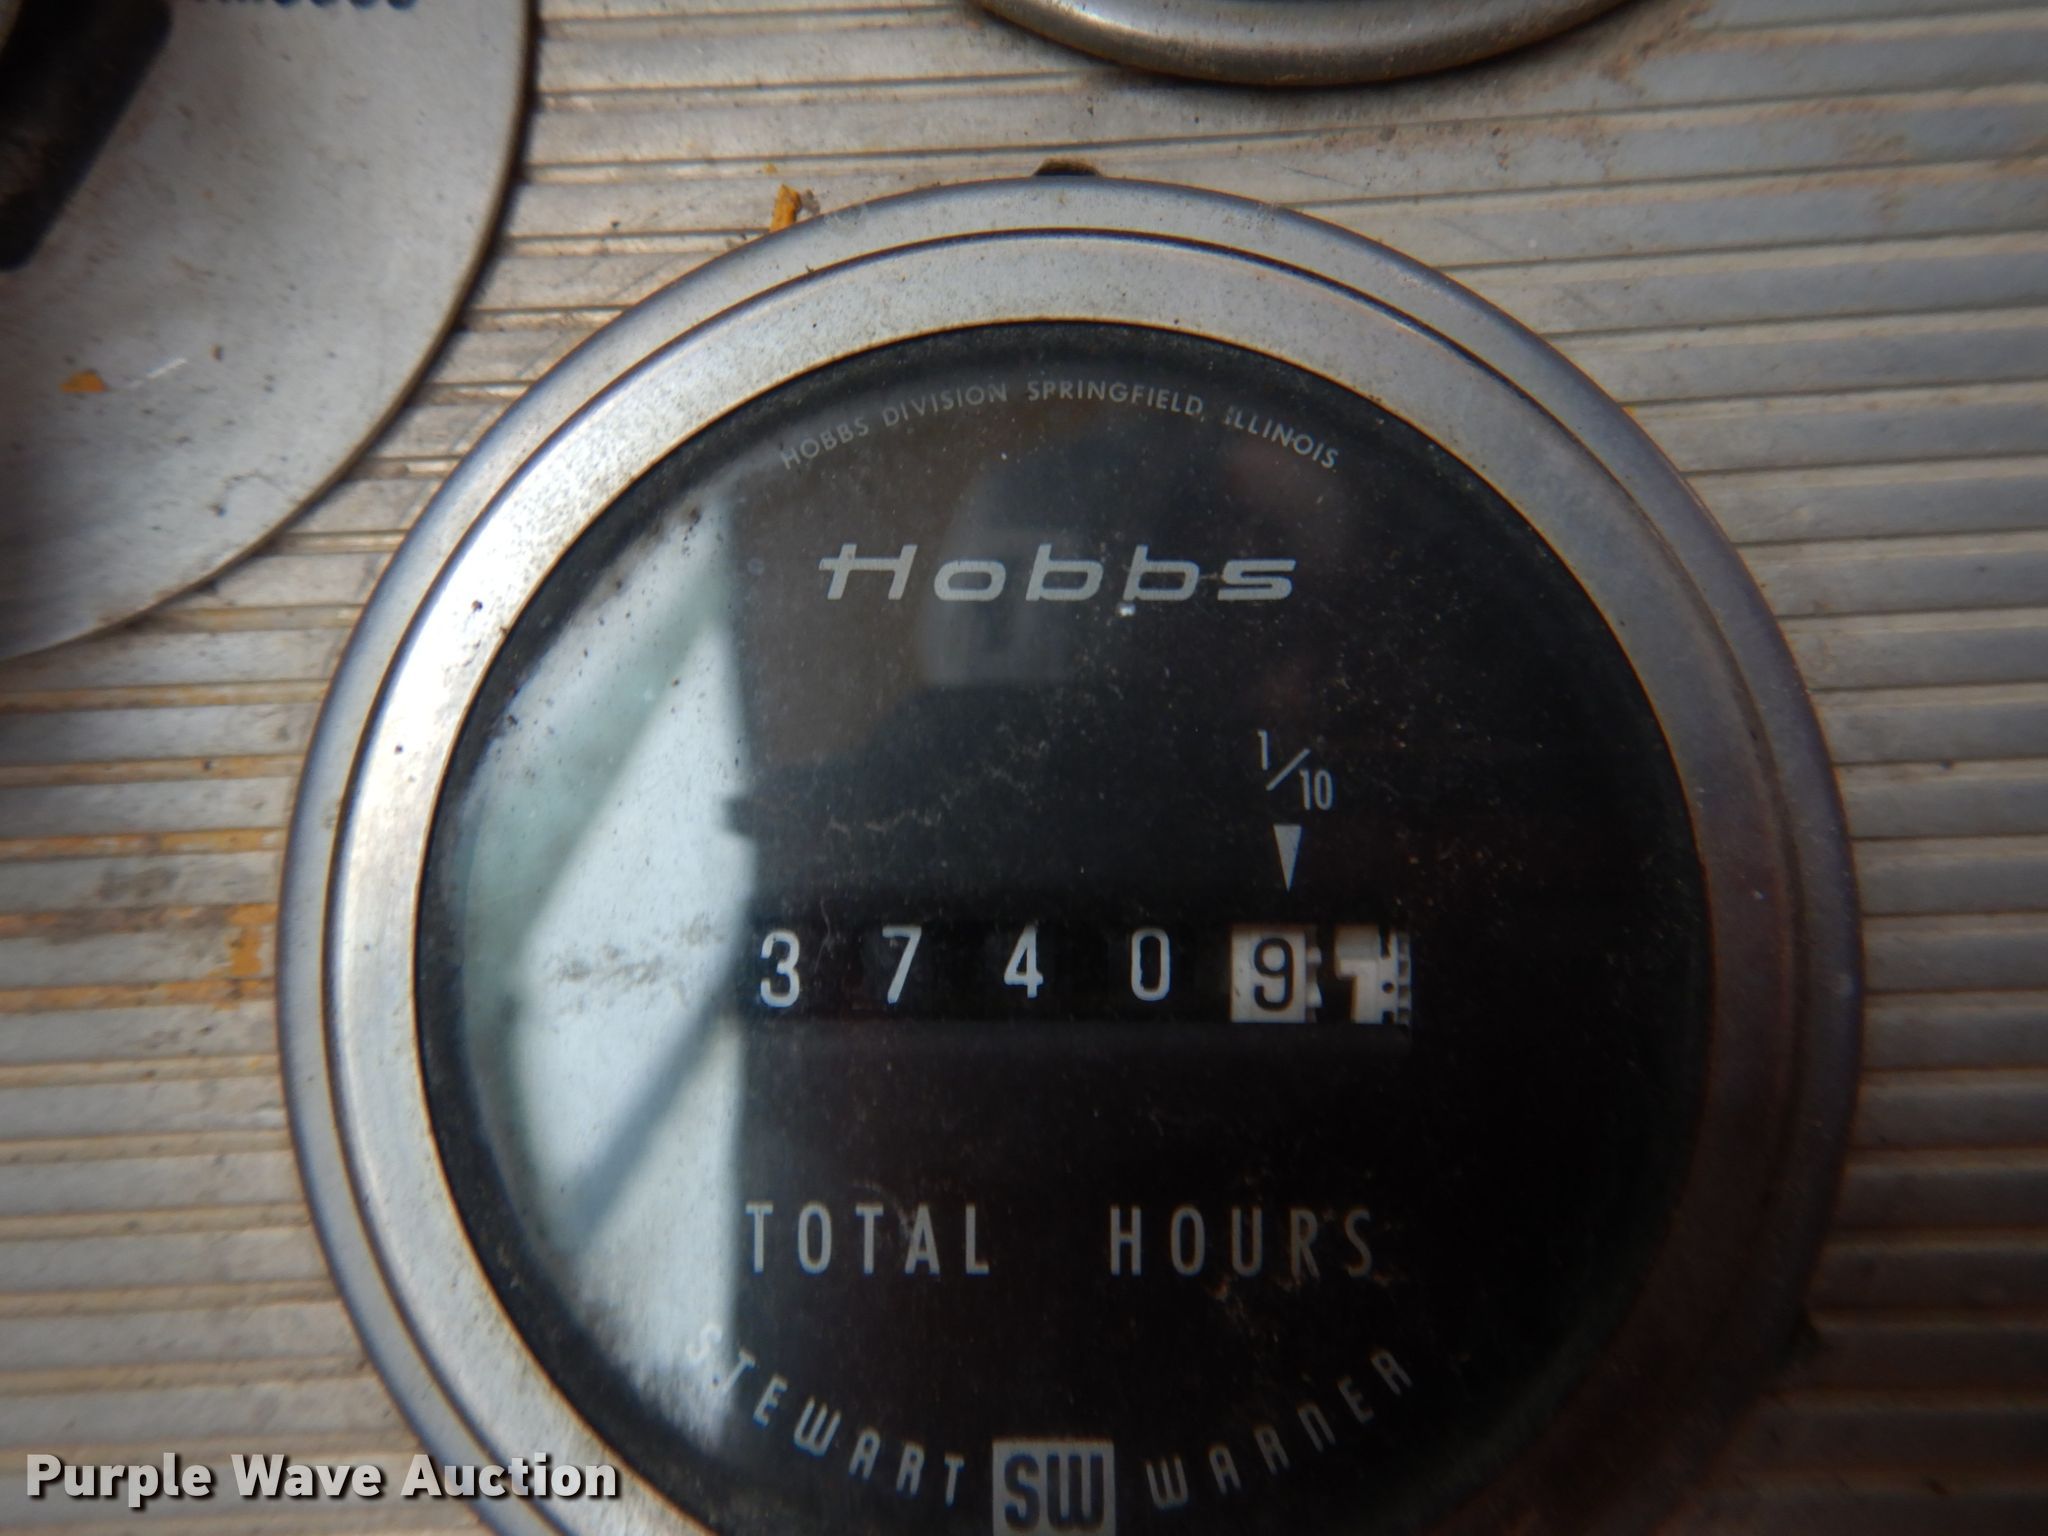 HOBBS DIVISION SPRINGFIELD, ILLINOIS.
Hobbs
1/10
3 7 4 0 9
TOTAL HOURS
STEWART SW WARNER
Purple Wave Auction